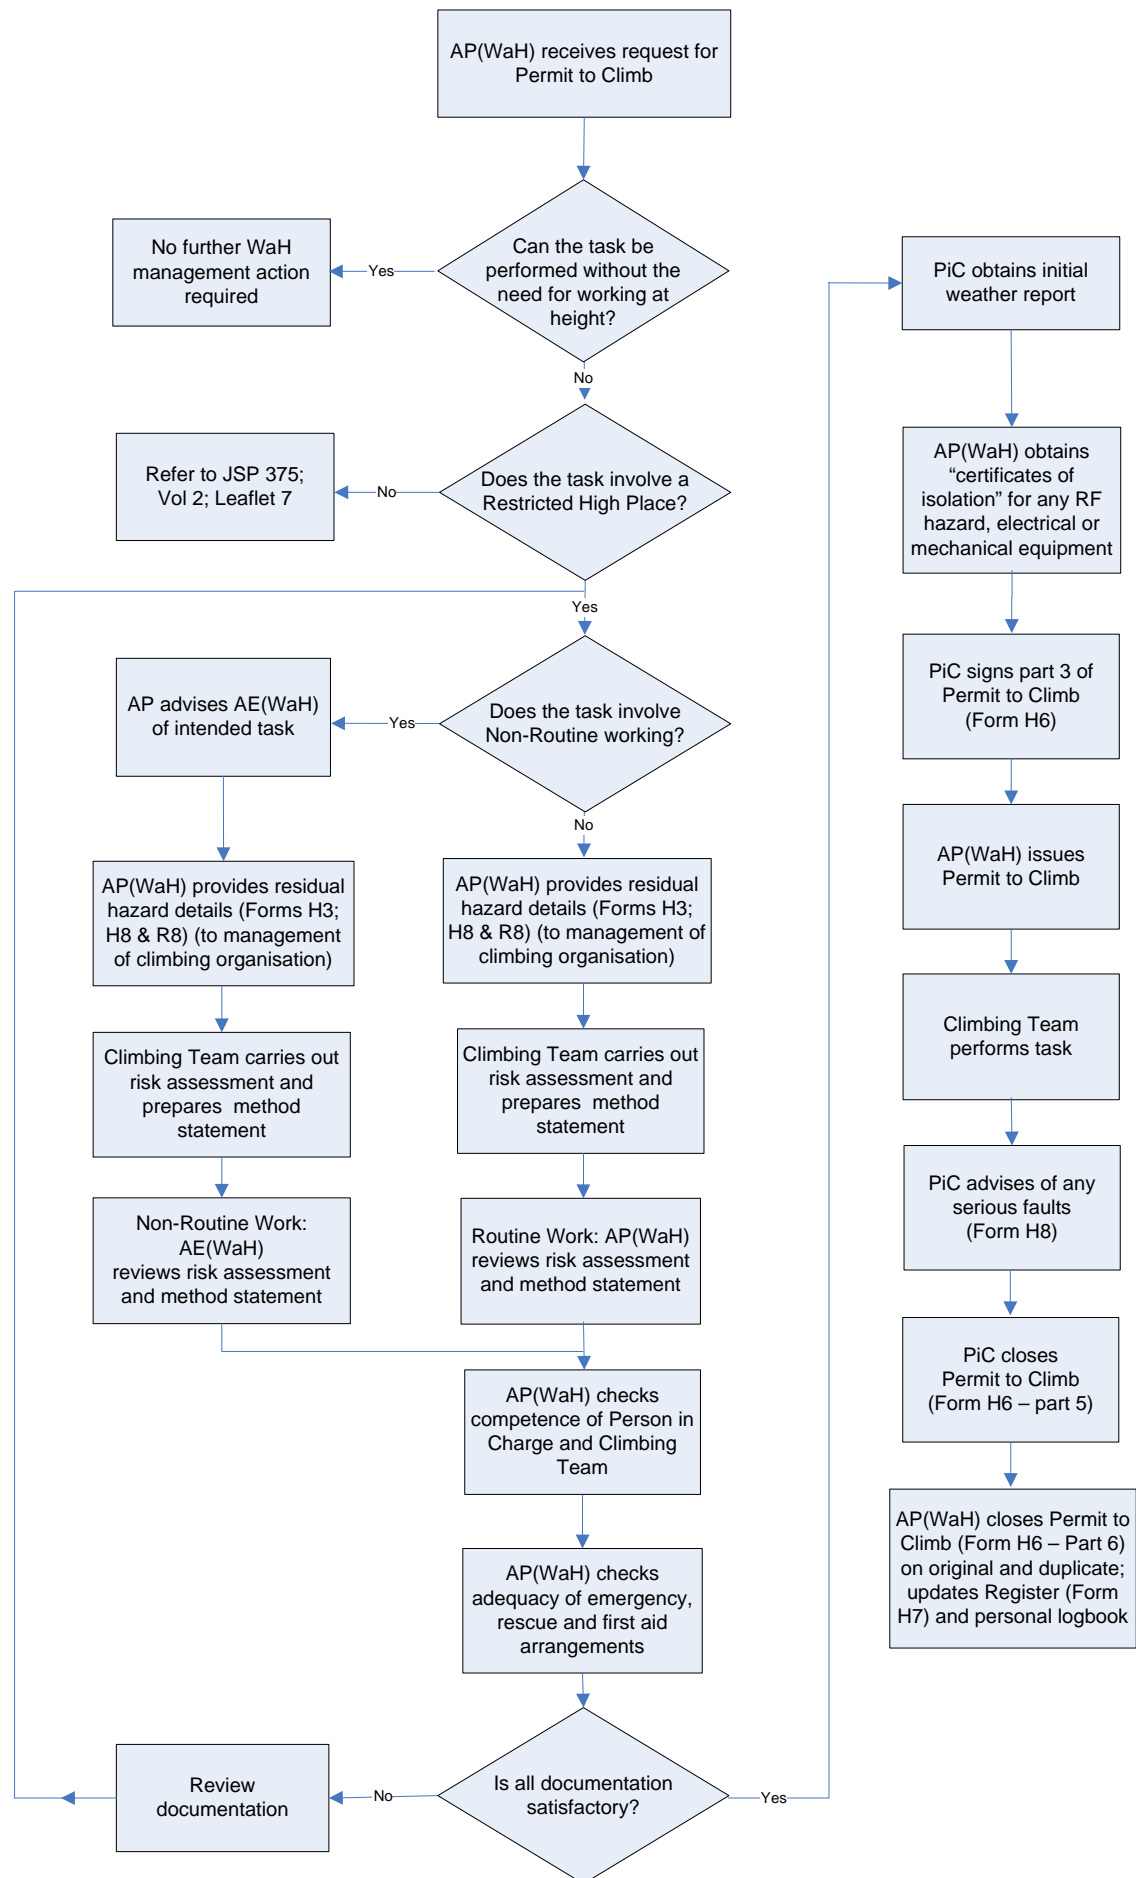 AP(WaH) receives request for
Permit to Climb
Can the task be
performed without the
need for working at
height?
Yes
No further WaH
management action
required
No
Does the task involve a
Restricted High Place?
No
Refer to JSP 375;
Vol 2; Leaflet 7
Yes
Does the task involve
Non-Routine working?
Yes
AP advises AE(WaH)
of intended task
No
AP(WaH) provides residual
hazard details (Forms H3;
H8 & R8) (to management
of climbing organisation)
Climbing Team carries out
risk assessment and
prepares method
statement
Non-Routine Work:
AE(WaH)
reviews risk assessment
and method statement
AP(WaH) provides residual
hazard details (Forms H3;
H8 & R8) (to management of
climbing organisation)
Climbing Team carries out
risk assessment and
prepares method
statement
Routine Work: AP(WaH)
reviews risk assessment
and method statement
AP(WaH) checks
competence of Person in
Charge and Climbing
Team
AP(WaH) checks
adequacy of emergency,
rescue and first aid
arrangements
Is all documentation
satisfactory?
No
Review
documentation
Yes
PiC obtains initial
weather report
AP(WaH) obtains
“certificates of
isolation” for any RF
hazard, electrical or
mechanical equipment
PiC signs part 3 of
Permit to Climb
(Form H6)
AP(WaH) issues
Permit to Climb
Climbing Team
performs task
PiC advises of any
serious faults
(Form H8)
PiC closes
Permit to Climb
(Form H6 – part 5)
AP(WaH) closes Permit to
Climb (Form H6 – Part 6)
on original and duplicate;
updates Register (Form
H7) and personal logbook